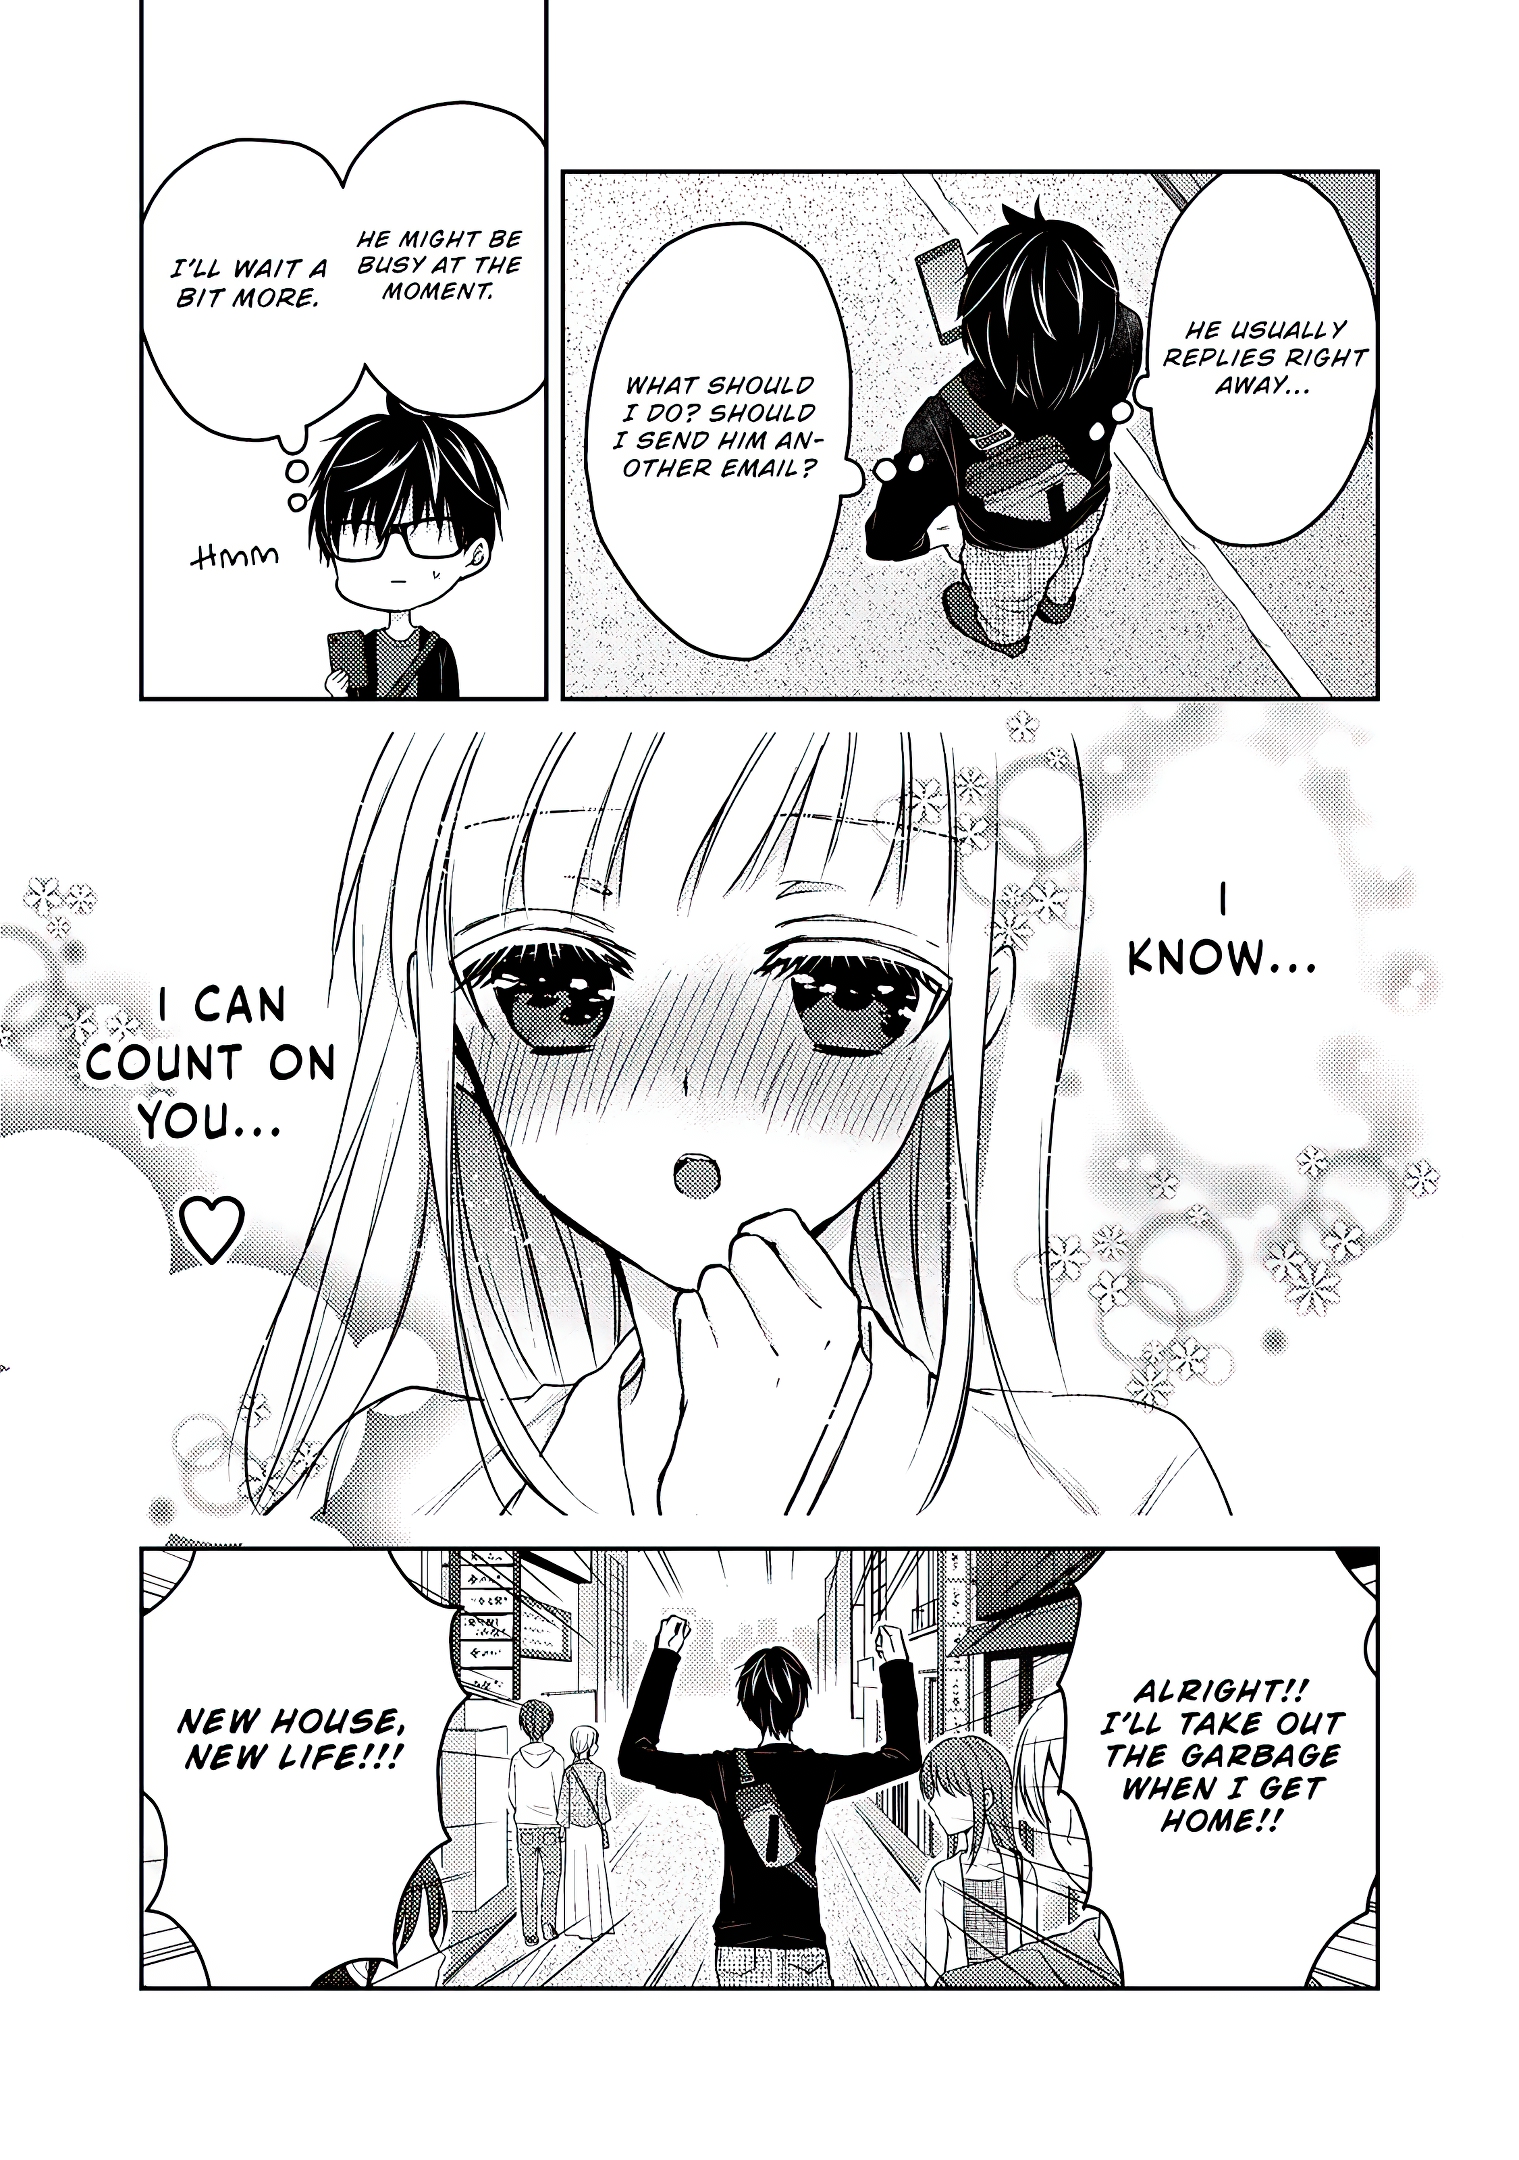 HE USUALLY
REPLIES RIGHT
AWAY...
WHAT SHOULD
I DO? SHOULD
I SEND HIM AN-
OTHER EMAIL?
HE MIGHT BE
BUSY AT THE
MOMENT.
I'LL WAIT A
BIT MORE.
HMM
I
KNOW...
I CAN
COUNT ON
YOU...
♡
ALRIGHT!!
I'LL TAKE OUT
THE GARBAGE
WHEN I GET
HOME!!
NEW HOUSE,
NEW LIFE!!!